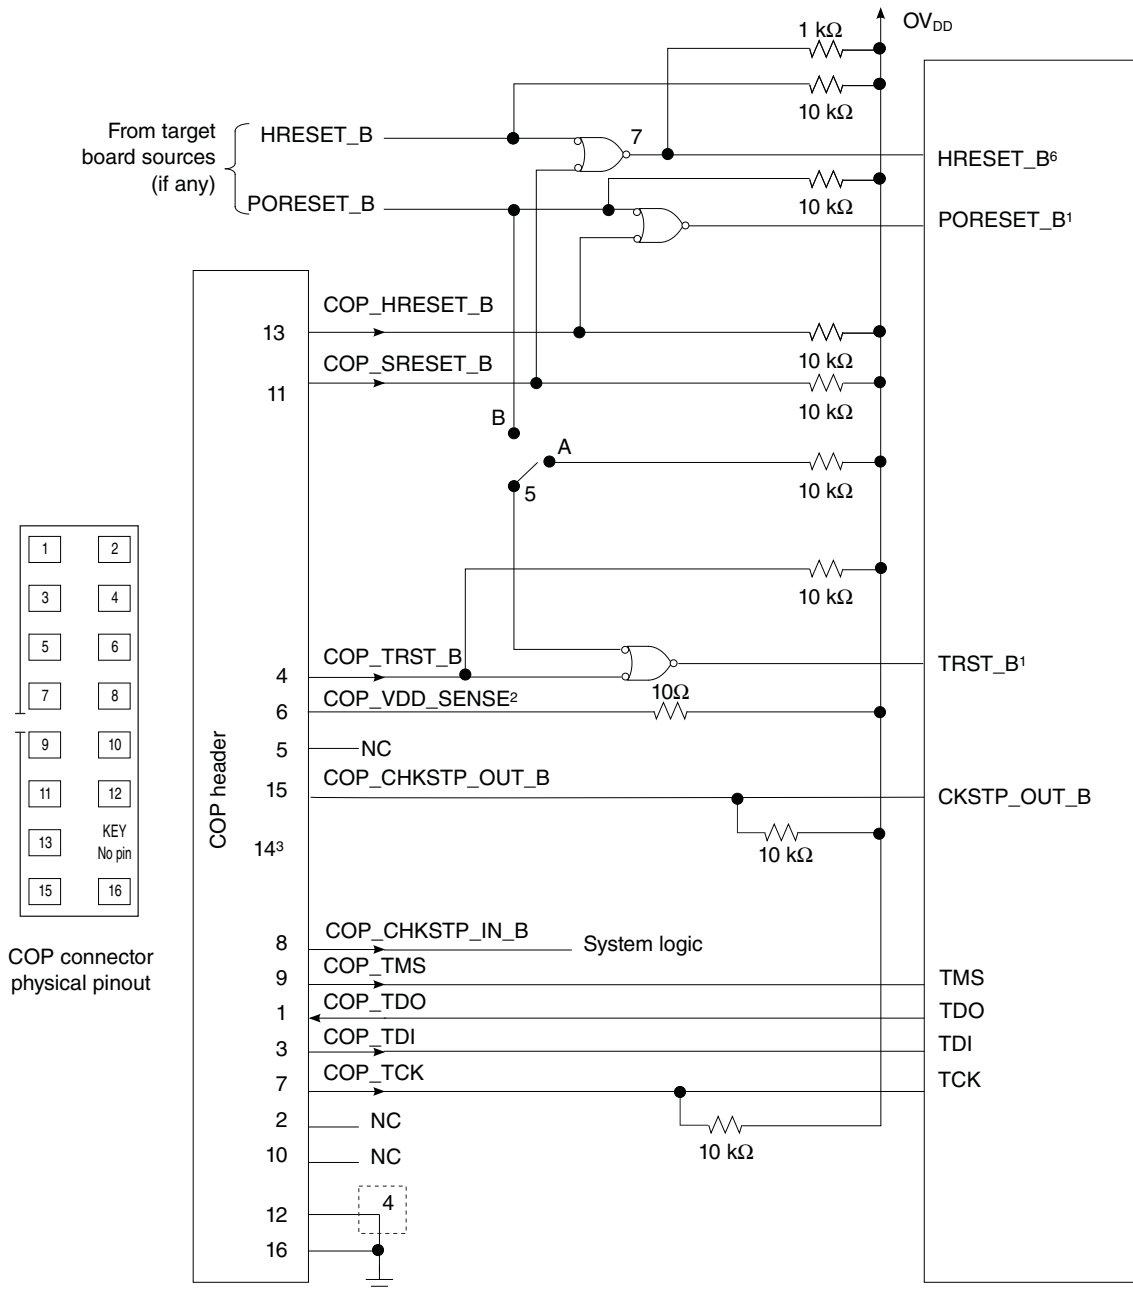 OVDD
1 kΩ
10 kΩ
From target
board sources
(if any)
HRESET_B
7
HRESET_B6
PORESET_B
10 kΩ
PORESET_B1
COP_HRESET_B
13
10 kΩ
COP_SRESET_B
11
10 kΩ
B
A
5
10 kΩ
10 kΩ
COP_TRST_B
4
TRST_B1
10Ω
COP_VDD_SENSE2
6
5
NC
COP_CHKSTP_OUT_B
15
CKSTP_OUT_B
10 kΩ
143
COP header
COP_CHKSTP_IN_B
8
System logic
COP_TMS
9
TMS
COP_TDO
1
TDO
COP_TDI
3
TDI
COP_TCK
7
TCK
10 kΩ
2
NC
10
NC
4
12
16
1 2
3 4
5 6
7 8
9 10
11 12
13 KEY
No pin
15 16
COP connector
physical pinout